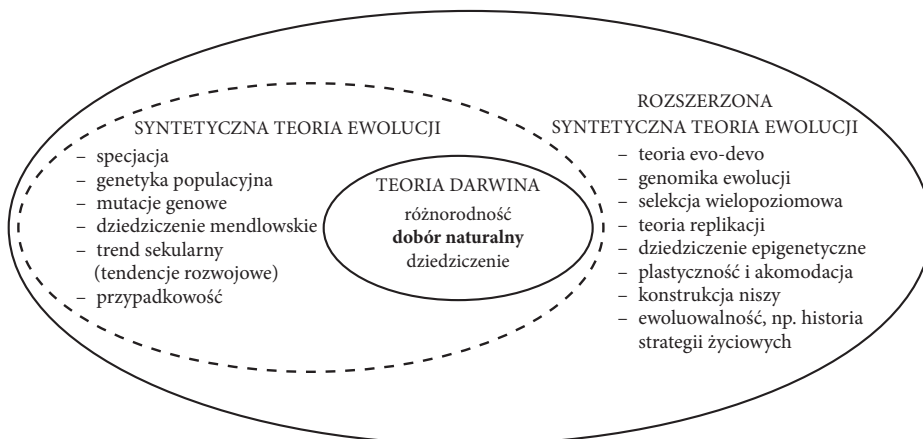 SYNTETYCZNA TEORIA EWOLUCJI
– specjacja
– genetyka populacyjna
– mutacje genowe
– dziedziczenie mendlowskie
– trend sekularny
(tendencje rozwojowe)
– przypadkowość
TEORIA DARWINA
różnorodność
dobór naturalny
dziedziczenie
ROZSZERZONA
SYNTETYCZNA TEORIA EWOLUCJI
– teoria evo-devo
– genomika ewolucji
– selekcja wielopoziomowa
– teoria replikacji
– dziedziczenie epigenetyczne
– plastyczność i akomodacja
– konstrukcja niszy
– ewoluowalność, np. historia
strategii życiowych